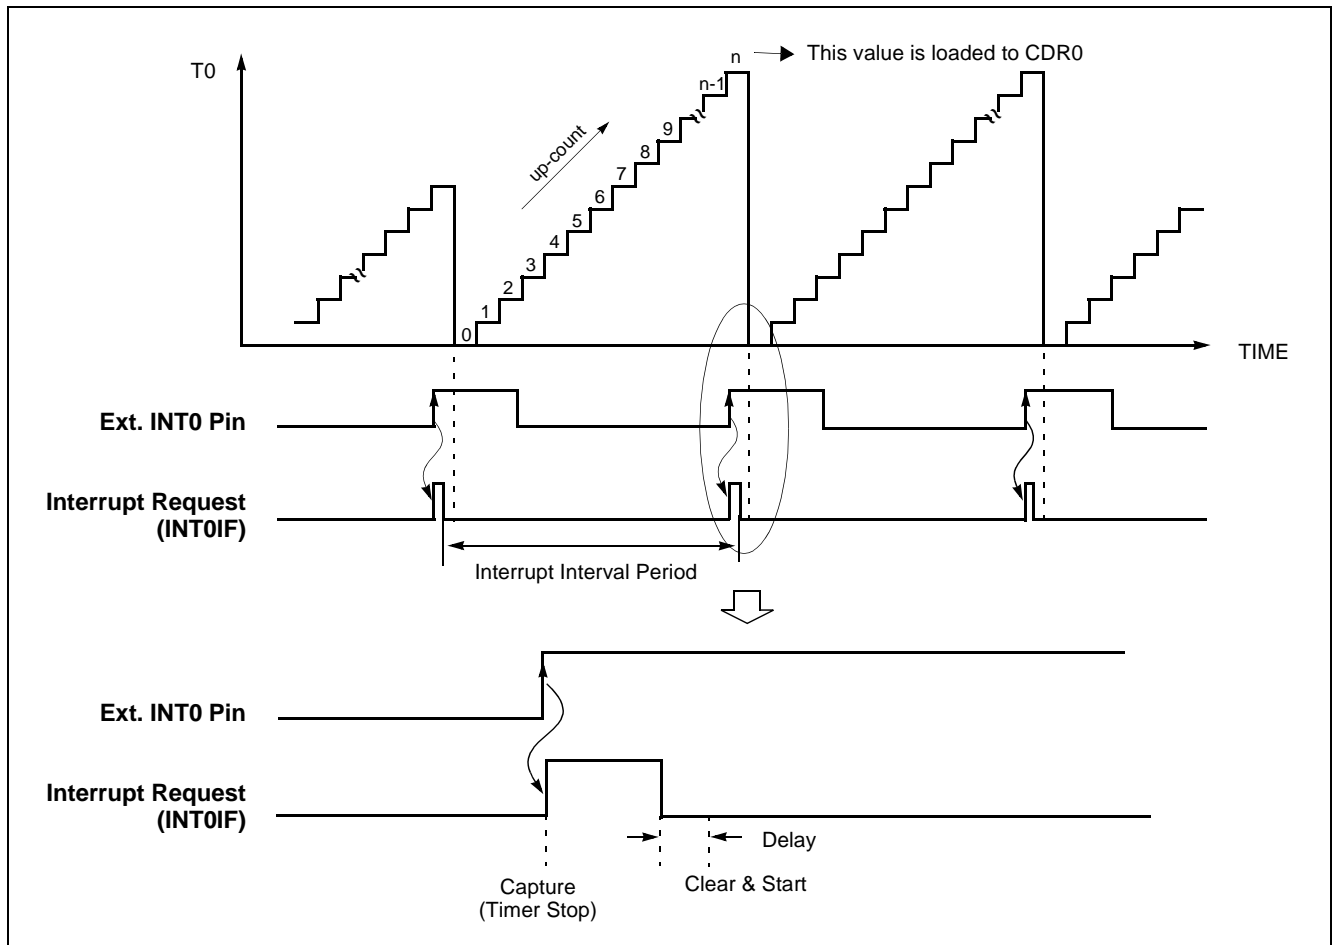 T0
n
This value is loaded to CDR0
n-1
9
8
7
6
5
4
3
2
1
0
up-count
TIME
Ext. INT0 Pin
Interrupt Request
(INT0IF)
Interrupt Interval Period
Ext. INT0 Pin
Interrupt Request
(INT0IF)
Delay
Capture
(Timer Stop)
Clear & Start